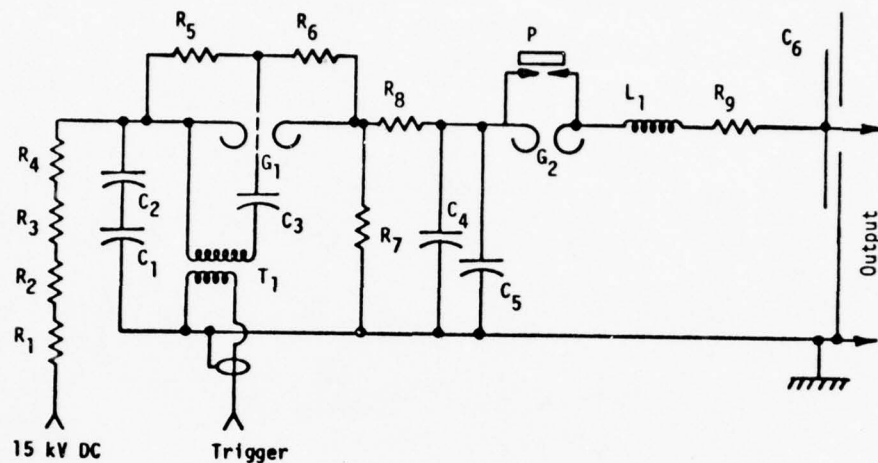 R5
R6
P
C6
R8
L1
R9
R4
G1
G2
C2
C3
R3
C4
R7
C1
R2
T1
C5
Output
R1
15 kV DC
Trigger